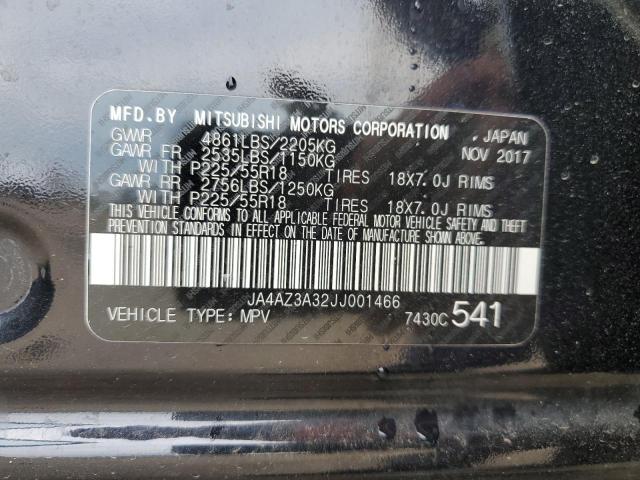 MFD.BY MITSUBISHI MOTORS CORPORATION
GVWR 4861LBS/2205KG JAPAN
GAWR FR 2535LBS/1150KG NOV 2017
WITH P225/55R18 TIRES 18X7.0J RIMS
GAWR RR 2756LBS/1250KG
WITH P225/55R18 TIRES 18X7.0J RIMS
THIS VEHICLE CONFORMS TO ALL APPLICABLE FEDERAL MOTOR VEHICLE SAFETY AND THEFT
PREVENTION STANDARDS IN EFFECT ON THE DATE OF MANUFACTURE SHOWN ABOVE.
JA4AZ3A32JJ001466
VEHICLE TYPE: MPV 7430C 541